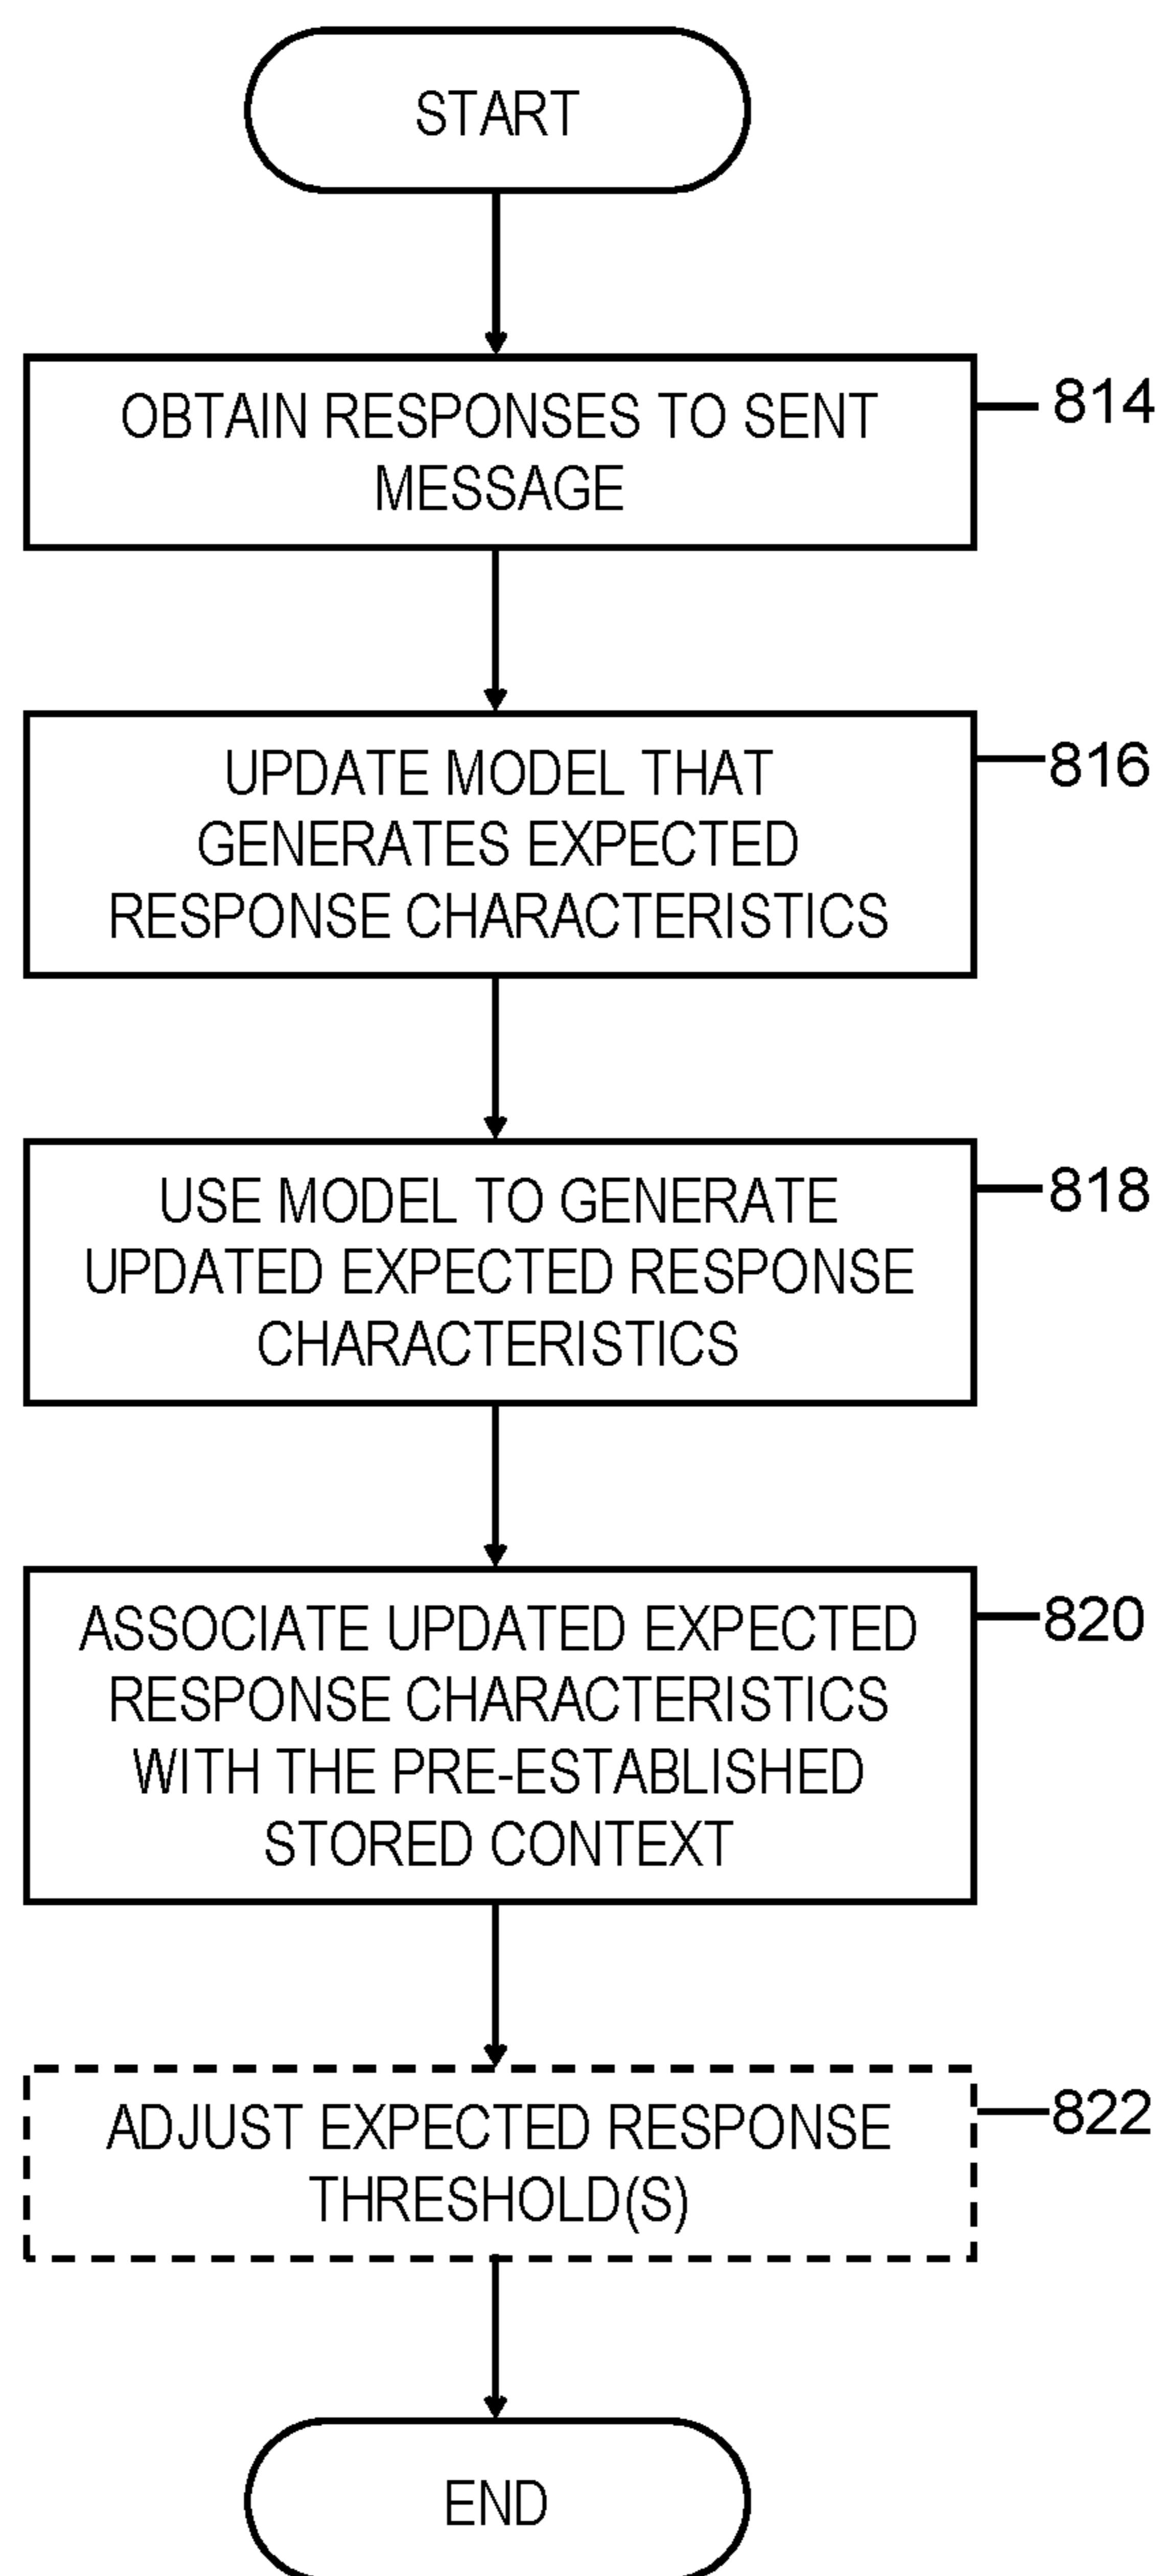 START
OBTAIN RESPONSES TO SENT
MESSAGE
814
UPDATE MODEL THAT
GENERATES EXPECTED
RESPONSE CHARACTERISTICS
816
USE MODEL TO GENERATE
UPDATED EXPECTED RESPONSE
CHARACTERISTICS
818
ASSOCIATE UPDATED EXPECTED
RESPONSE CHARACTERISTICS
WITH THE PRE-ESTABLISHED
STORED CONTEXT
820
ADJUST EXPECTED RESPONSE
THRESHOLD(S)
822
END